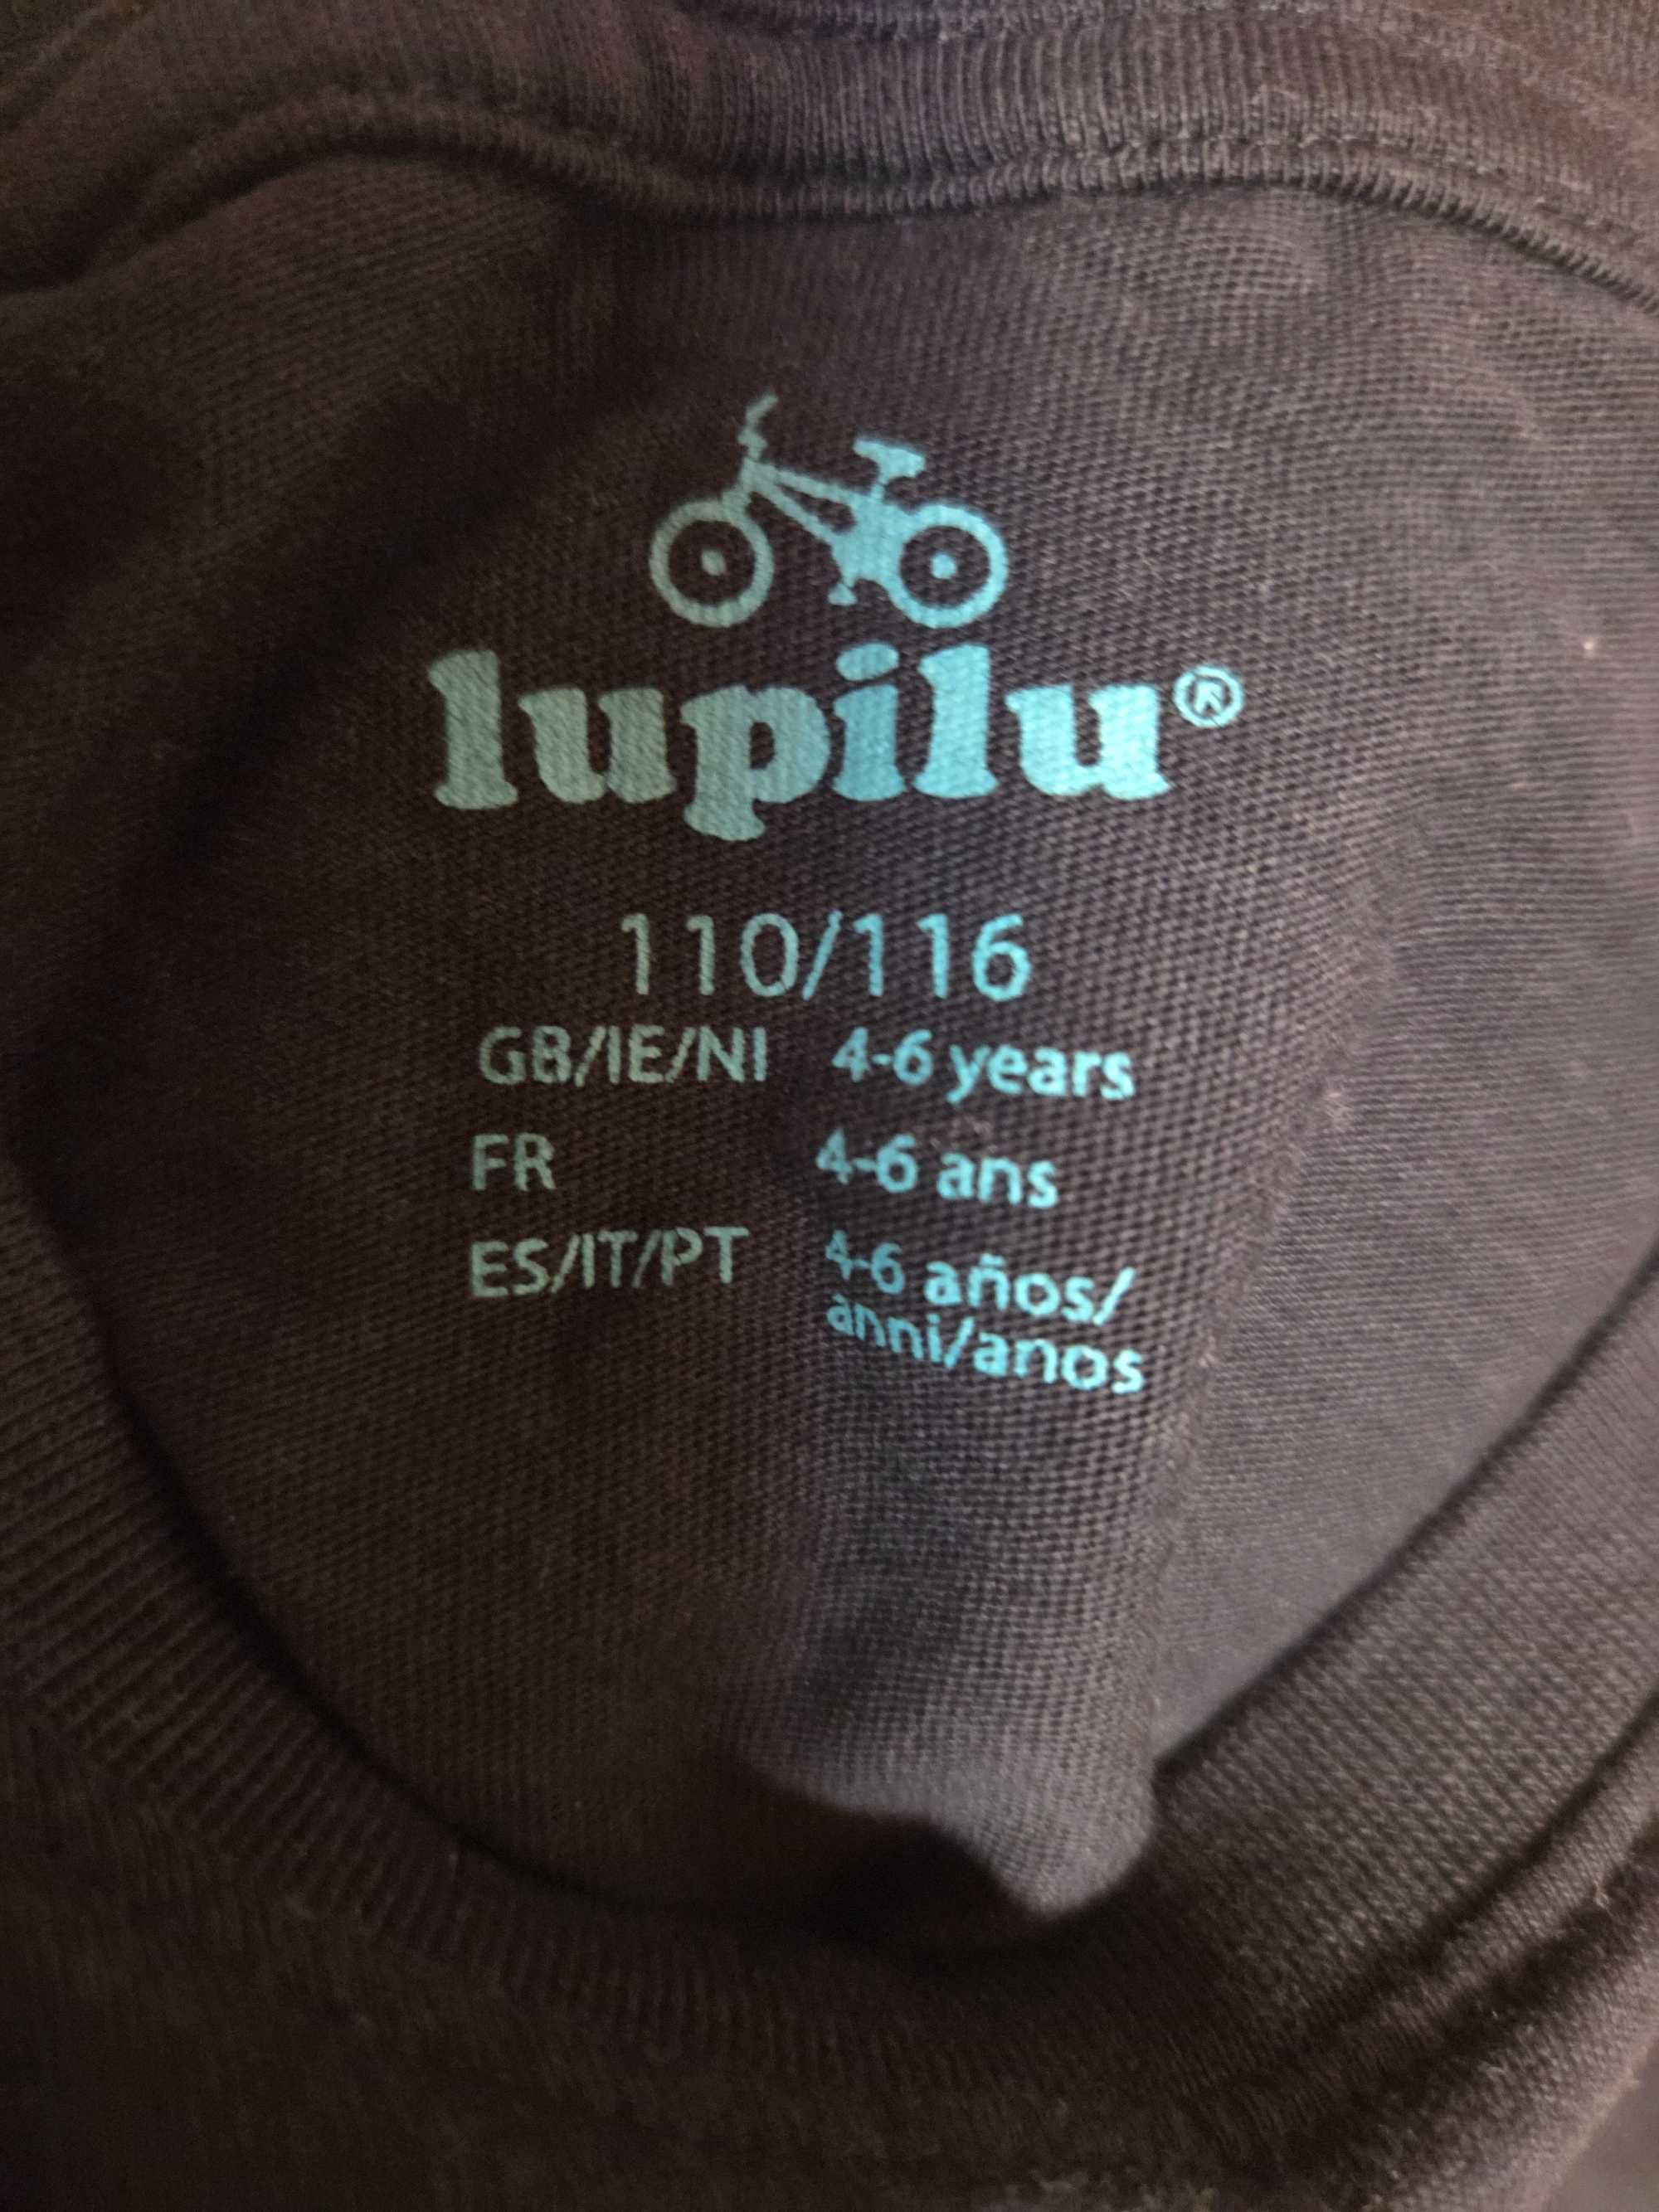 lupilu®
110/116
GB/IE/NI 4-6 years
FR 4-6 ans
ES/IT/PT 4-6 años/
anni/anos